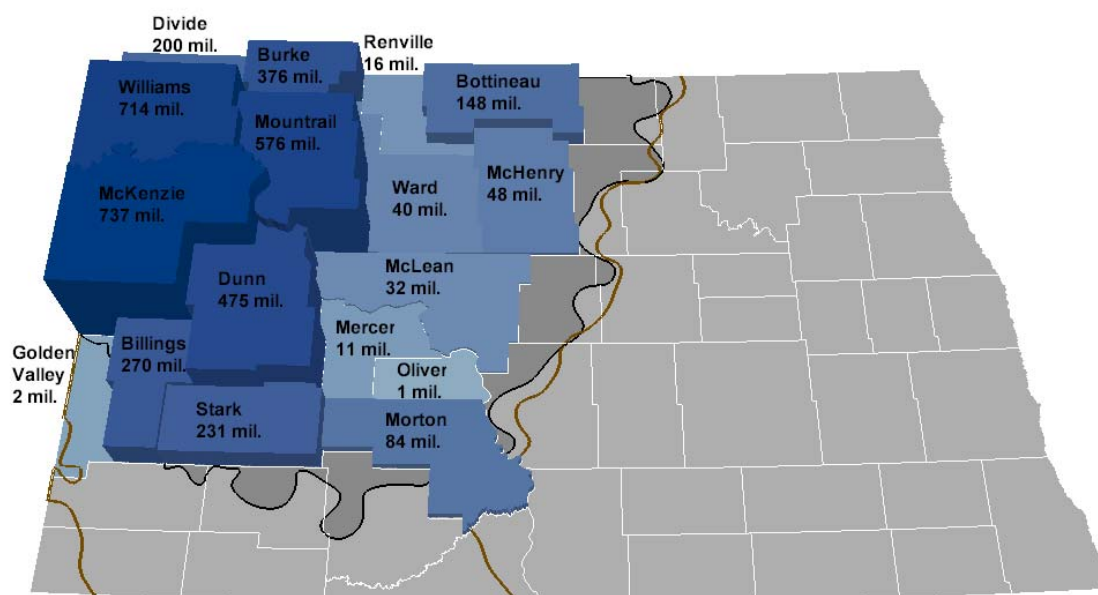 Divide
200 mil.
Burke
376 mil.
Renville
16 mil.
Williams
714 mil.
Bottineau
148 mil.
Mountrail
576 mil.
McKenzie
737 mil.
Ward
40 mil.
McHenry
48 mil.
Dunn
475 mil.
McLean
32 mil.
Golden
Valley
2 mil.
Billings
270 mil.
Mercer
11 mil.
Oliver
1 mil.
Stark
231 mil.
Morton
84 mil.